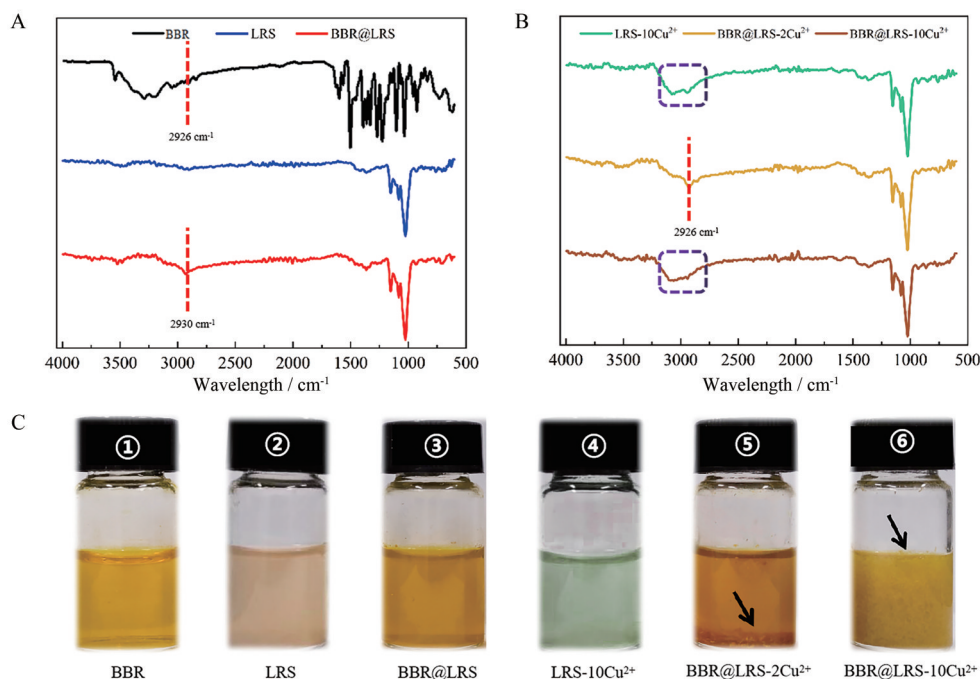 A
BBR LRS BBR@LRS
2926 cm⁻¹
2930 cm⁻¹
4000 3500 3000 2500 2000 1500 1000 500
Wavelength / cm⁻¹
B
LRS-10Cu²⁺ BBR@LRS-2Cu²⁺ BBR@LRS-10Cu²⁺
2926 cm⁻¹
4000 3500 3000 2500 2000 1500 1000 500
Wavelength / cm⁻¹
C
① ② ③ ④ ⑤ ⑥
BBR LRS BBR@LRS LRS-10Cu²⁺ BBR@LRS-2Cu²⁺ BBR@LRS-10Cu²⁺